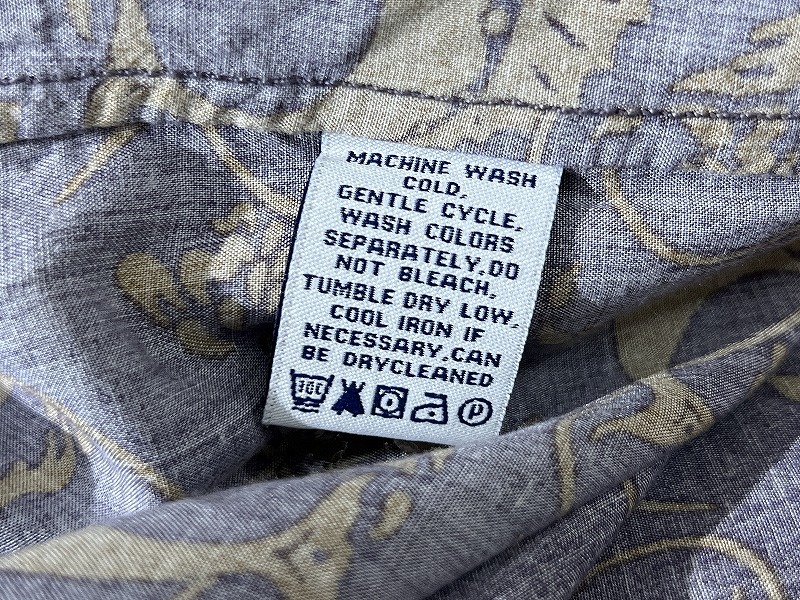 MACHINE WASH
COLD,
GENTLE CYCLE,
WASH COLORS
SEPARATELY.DO
NOT BLEACH,
TUMBLE DRY LOW,
COOL IRON IF
NECESSARY.CAN
BE DRYCLEANED
30C P